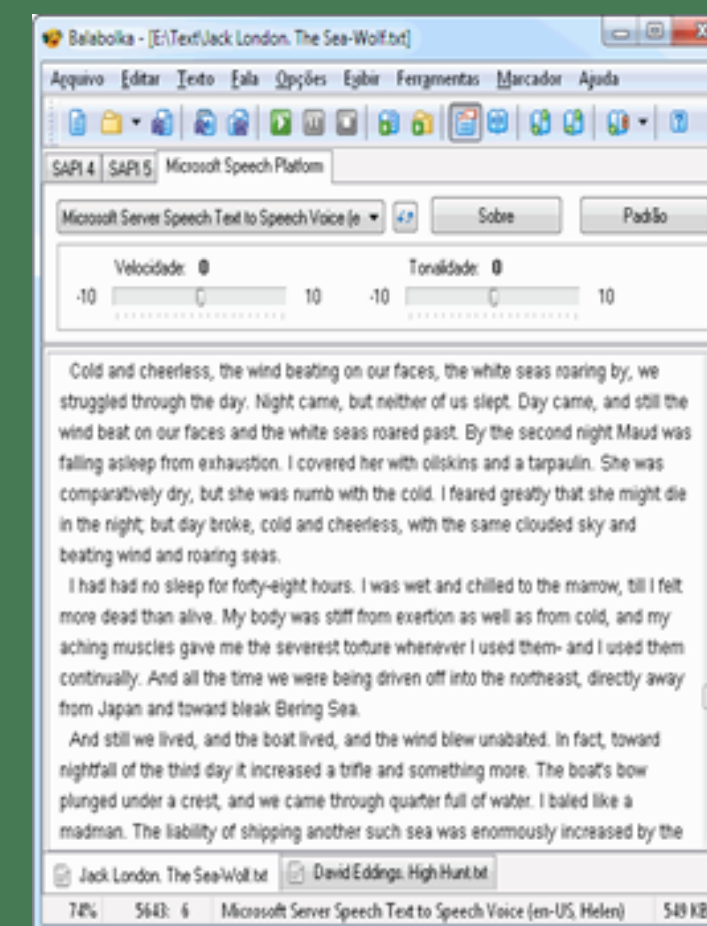 Balabolka - [E:\Text\Jack London. The Sea-Wolf.txt]
Arquivo Editar Texto Fala Opções Exibir Ferramentas Marcador Ajuda
SAPI 4 SAPI 5 Microsoft Speech Platform
Microsoft Server Speech Text to Speech Voice (e Sobre Padrão
Velocidade: 0 Tonalidade: 0
-10 10 -10 10
Cold and cheerless, the wind beating on our faces, the white seas roaring by, we
struggled through the day. Night came, but neither of us slept. Day came, and still the
wind beat on our faces and the white seas roared past. By the second night Maud was
falling asleep from exhaustion. I covered her with oilskins and a tarpaulin. She was
comparatively dry, but she was numb with the cold. I feared greatly that she might die
in the night; but day broke, cold and cheerless, with the same clouded sky and
beating wind and roaring seas.
I had had no sleep for forty-eight hours. I was wet and chilled to the marrow, till I felt
more dead than alive. My body was stiff from exertion as well as from cold, and my
aching muscles gave me the severest torture whenever I used them- and I used them
continually. And all the time we were being driven off into the northeast, directly away
from Japan and toward bleak Bering Sea.
And still we lived, and the boat lived, and the wind blew unabated. In fact, toward
nightfall of the third day it increased a trifle and something more. The boat's bow
plunged under a crest, and we came through quarter full of water. I baled like a
madman. The liability of shipping another such sea was enormously increased by the
Jack London. The Sea-Wolf.txt David Eddings. High Hunt.txt
74% 5643: 6 Microsoft Server Speech Text to Speech Voice (en-US, Helen) 549 KB